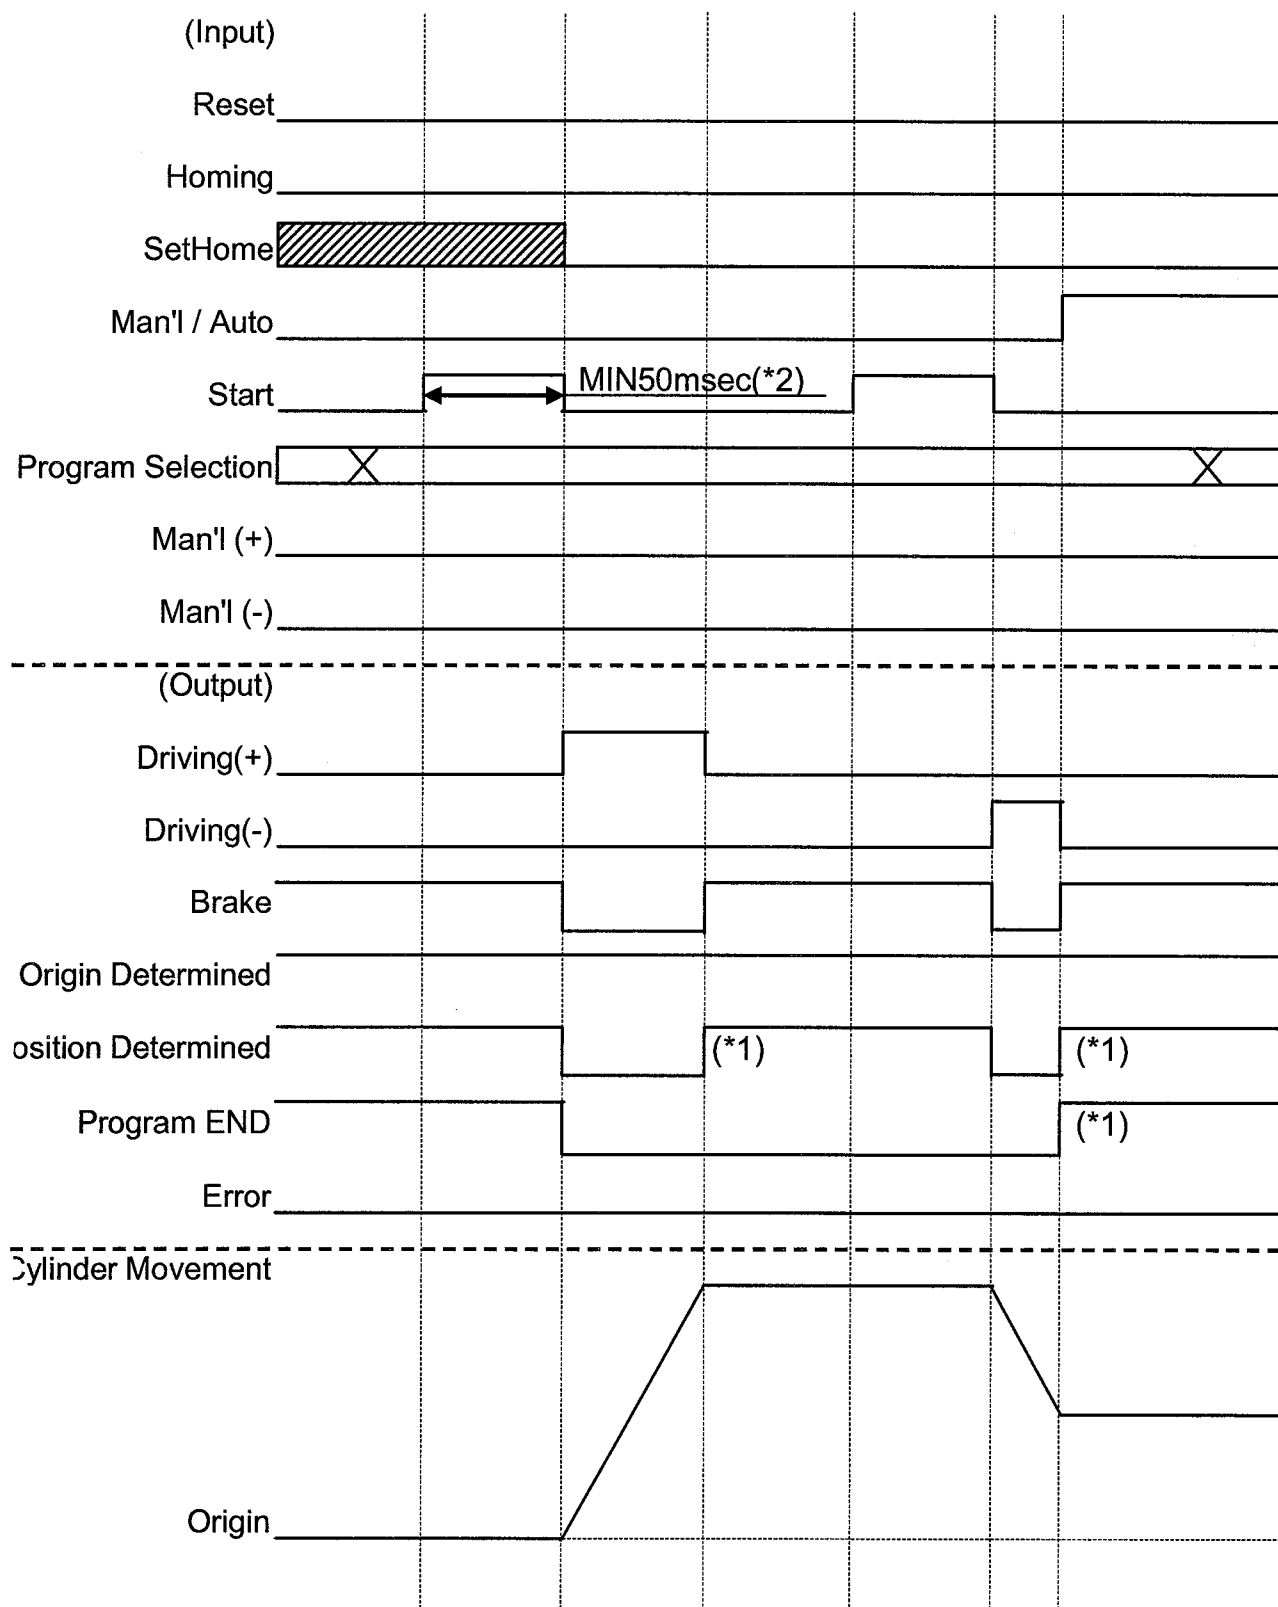 (Input)
Reset
Homing
SetHome
Man'l / Auto
Start
MIN50msec(*2)
Program Selection
Man'l (+)
Man'l (-)
(Output)
Driving(+)
Driving(-)
Brake
Origin Determined
osition Determined
(*1)
(*1)
Program END
(*1)
Error
Cylinder Movement
Origin